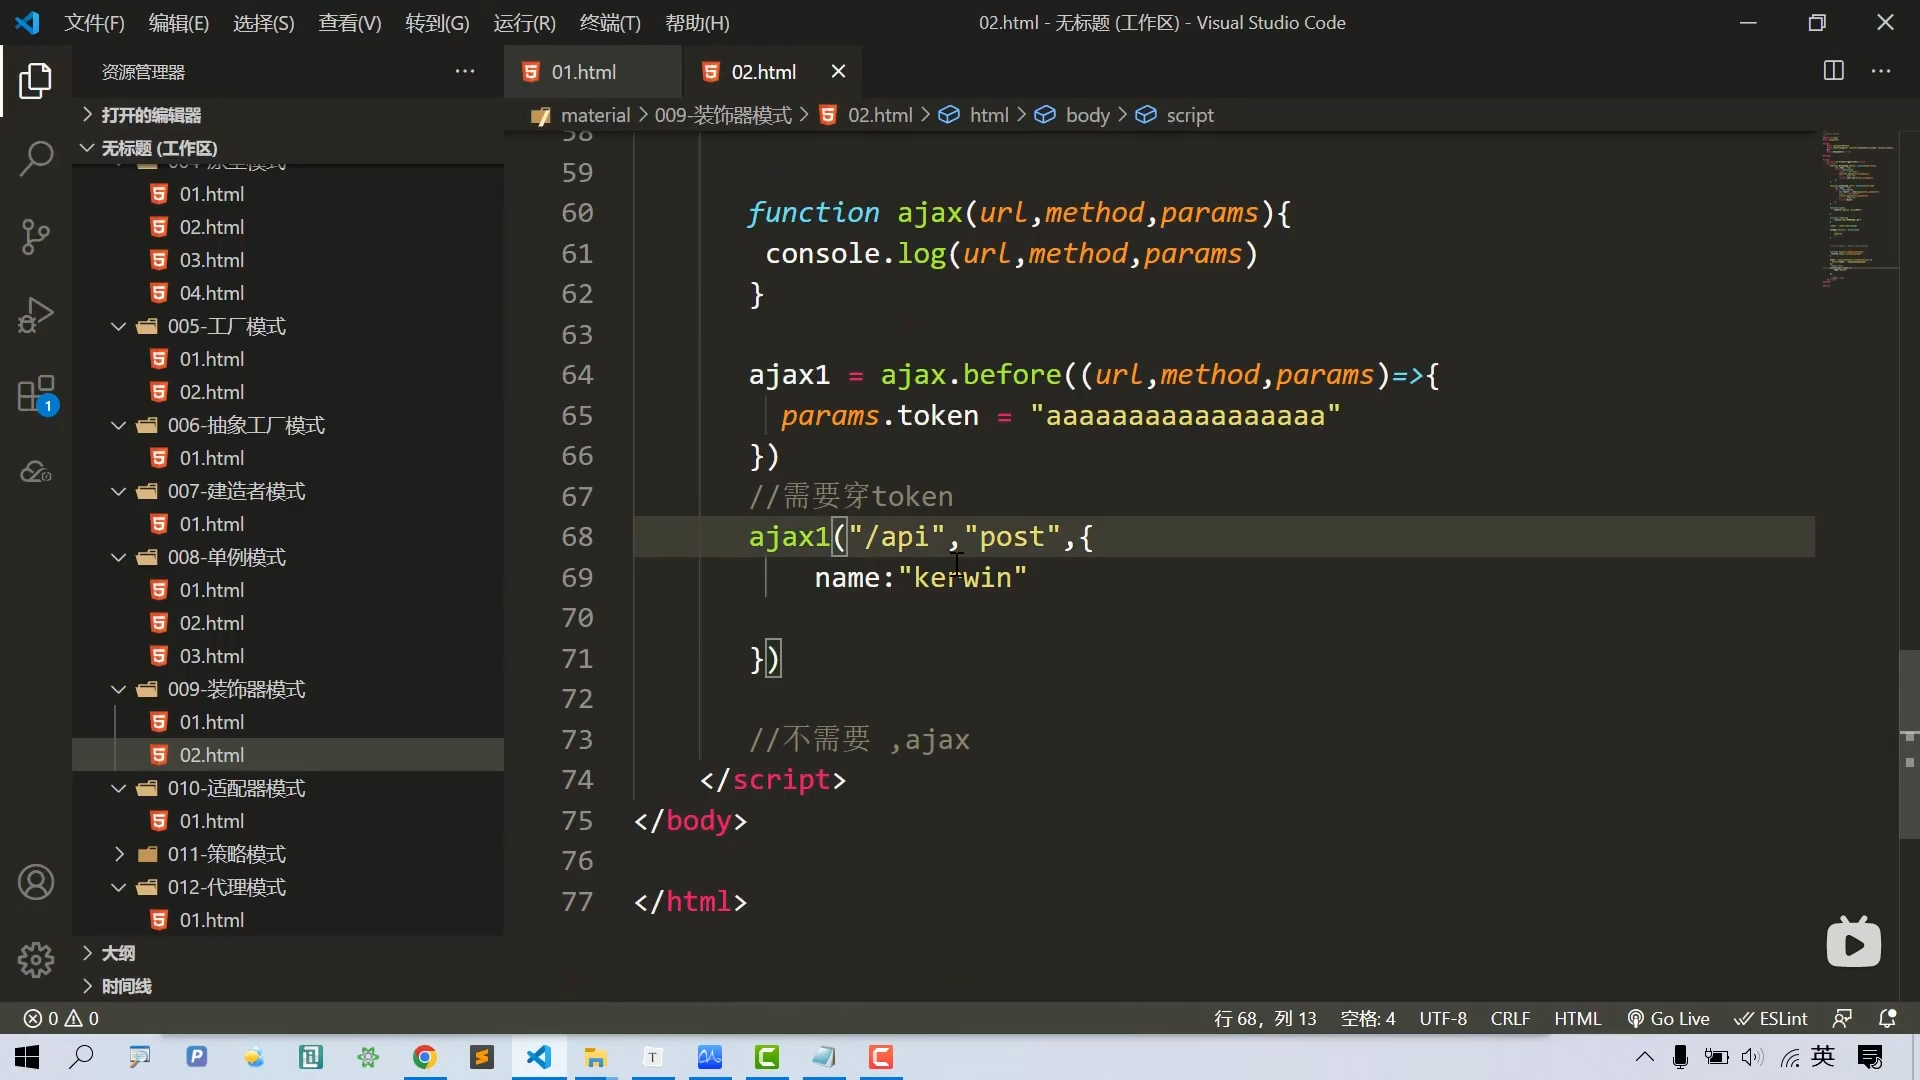 文件(F) 编辑(E) 选择(S) 查看(V) 转到(G) 运行(R) 终端(T) 帮助(H) 02.html - 无标题 (工作区) - Visual Studio Code
资源管理器
打开的编辑器
无标题 (工作区)
01.html
02.html
03.html
04.html
005-工厂模式
01.html
02.html
006-抽象工厂模式
01.html
007-建造者模式
01.html
008-单例模式
01.html
02.html
03.html
009-装饰器模式
01.html
02.html
010-适配器模式
01.html
011-策略模式
012-代理模式
01.html
大纲
时间线
1
01.html 02.html
material 009-装饰器模式 02.html html body script
58
59
60 function ajax(url,method,params){
61 console.log(url,method,params)
62 }
63
64 ajax1 = ajax.before((url,method,params)=>{
65 params.token = "aaaaaaaaaaaaaaaaa"
66 })
67 //需要穿token
68 ajax1("/api","post",{
69 name:"kerwin"
70
71 })
72
73 //不需要 ,ajax
74 </script>
75 </body>
76
77 </html>
0 0 行 68，列 13 空格: 4 UTF-8 CRLF HTML Go Live ESLint
英